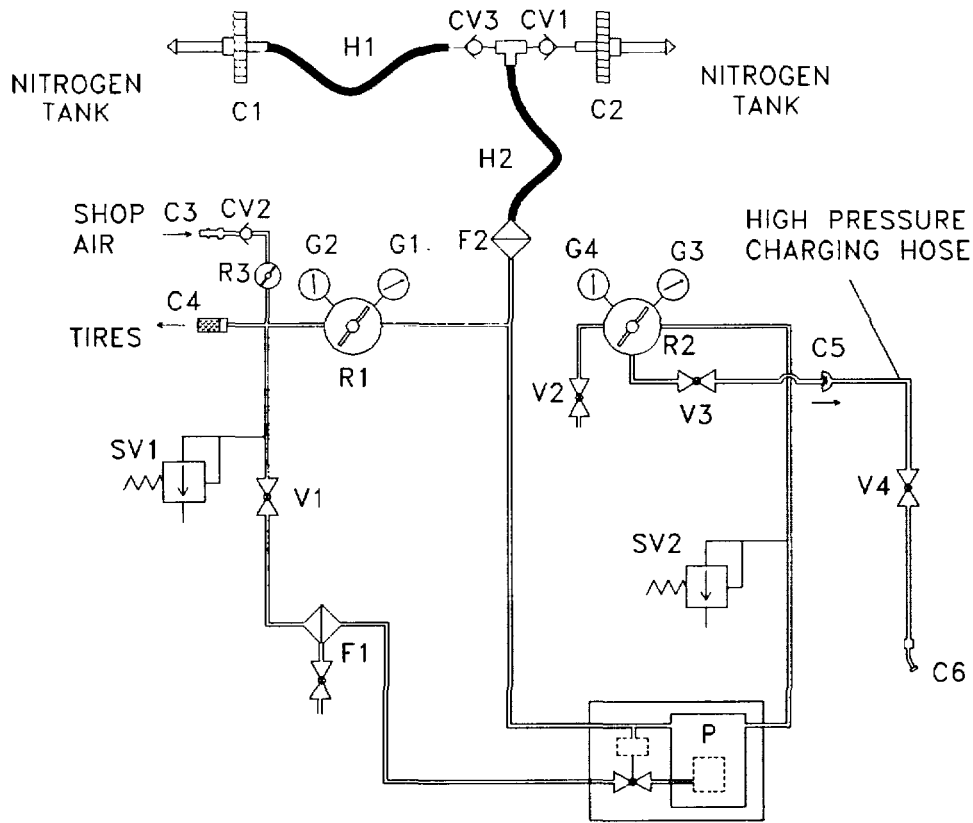 CV3 CV1
H1
NITROGEN
TANK
C1
C2
NITROGEN
TANK
H2
SHOP
AIR
C3
CV2
HIGH PRESSURE
CHARGING HOSE
G2
G1
F2
G4
G3
R3
C4
TIRES
R1
R2
C5
V2
V3
SV1
V1
V4
SV2
F1
C6
P